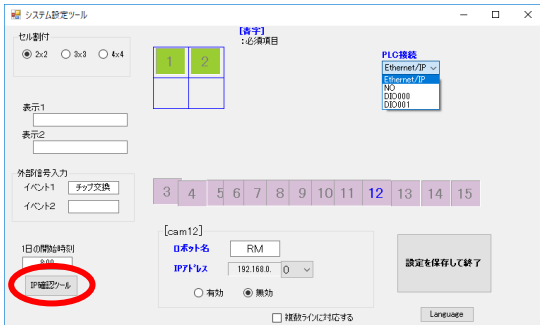 システム設定ツール
セル割付
2x2 3x3 4x4
[青字]
:必須項目
1 2
PLC接続
Ethernet/IP
Ethernet/IP
NO
DIO000
DIO001
表示1
表示2
外部信号入力
イベント1 チップ交換
イベント2
3 4 5 6 7 8 9 10 11 12 13 14 15
[cam12]
ロボット名 RM
IPアドレス 192.168.0. 0
有効 無効
1日の開始時刻
8:00
IP確認ツール
設定を保存して終了
複数ラインに対応する
Language